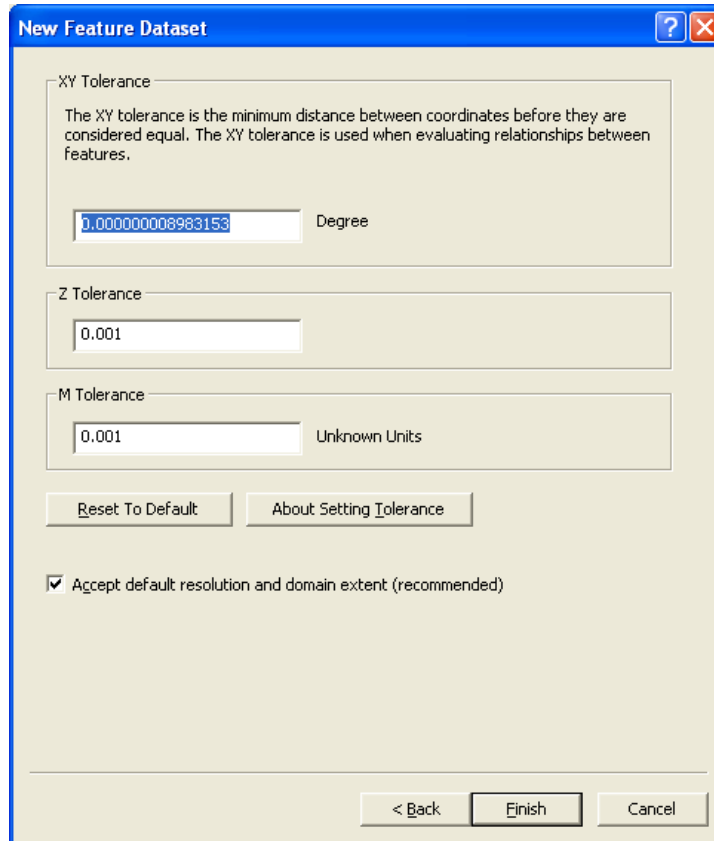 New Feature Dataset
XY Tolerance
The XY tolerance is the minimum distance between coordinates before they are
considered equal. The XY tolerance is used when evaluating relationships between
features.
0.000000008983153 Degree
Z Tolerance
0.001
M Tolerance
0.001 Unknown Units
Reset To Default About Setting Tolerance
Accept default resolution and domain extent (recommended)
< Back Finish Cancel